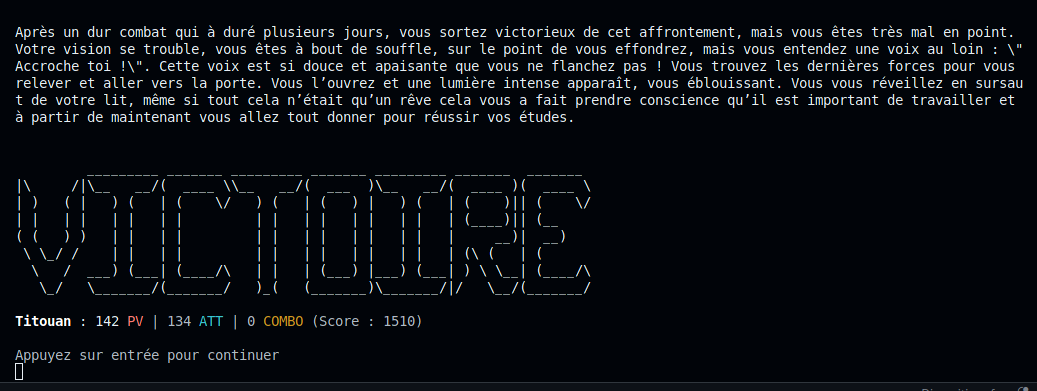 Après un dur combat qui à duré plusieurs jours, vous sortez victorieux de cet affrontement, mais vous êtes très mal en point.
Votre vision se trouble, vous êtes à bout de souffle, sur le point de vous effondrez, mais vous entendez une voix au loin : \"
Accroche toi !\". Cette voix est si douce et apaisante que vous ne flanchez pas ! Vous trouvez les dernières forces pour vous
relever et aller vers la porte. Vous l’ouvrez et une lumière intense apparaît, vous éblouissant. Vous vous réveillez en sursau
t de votre lit, même si tout cela n’était qu’un rêve cela vous a fait prendre conscience qu’il est important de travailler et
à partir de maintenant vous allez tout donner pour réussir vos études.
VICTOIRE
Titouan : 142 PV | 134 ATT | 0 COMBO (Score : 1510)
Appuyez sur entrée pour continuer